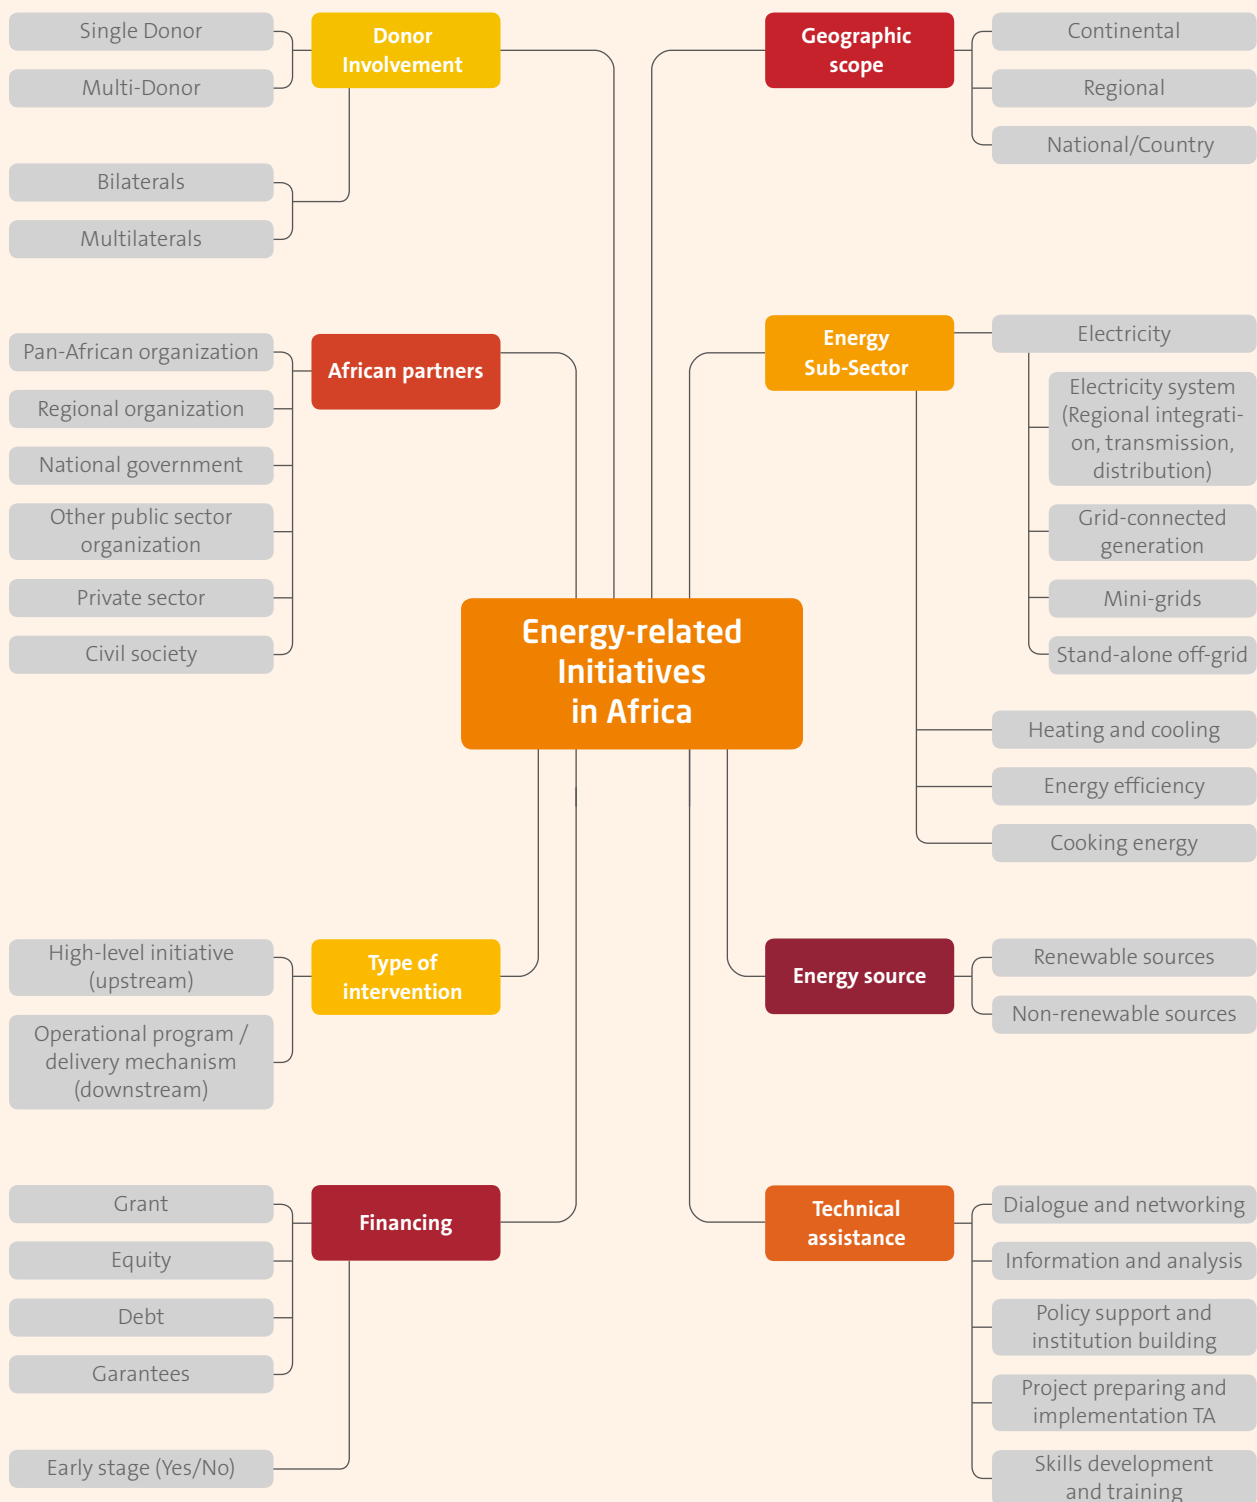 Single Donor
Multi-Donor
Bilaterals
Multilaterals
Donor
Involvement
Geographic
scope
Continental
Regional
National/Country
Pan-African organization
Regional organization
National government
Other public sector
organization
Private sector
Civil society
African partners
Energy
Sub-Sector
Electricity
Electricity system
(Regional integrati-
on, transmission,
distribution)
Grid-connected
generation
Mini-grids
Stand-alone off-grid
Heating and cooling
Energy efficiency
Cooking energy
Energy-related
Initiatives
in Africa
High-level initiative
(upstream)
Operational program /
delivery mechanism
(downstream)
Type of
intervention
Energy source
Renewable sources
Non-renewable sources
Grant
Equity
Debt
Garantees
Early stage (Yes/No)
Financing
Technical
assistance
Dialogue and networking
Information and analysis
Policy support and
institution building
Project preparing and
implementation TA
Skills development
and training